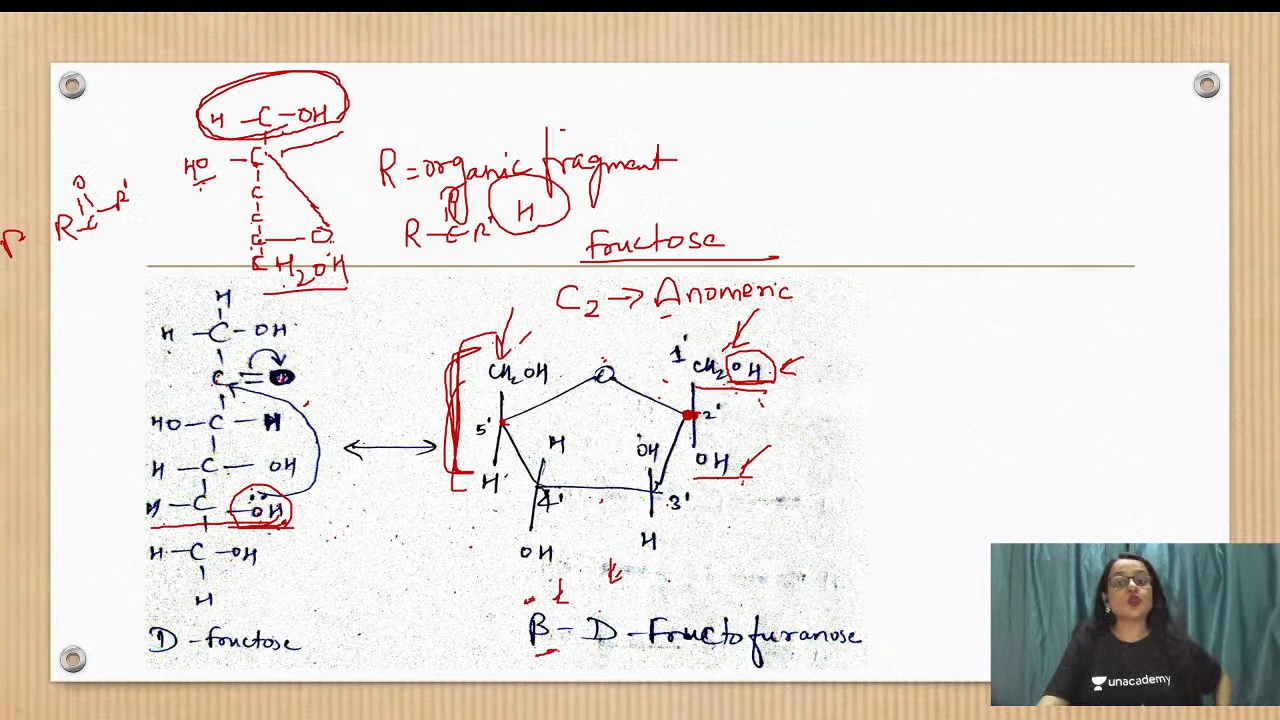 H - C - OH
HO - C
C
C
C - O
CH2OH
R = organic fragment
O
R - C - R'
O
R - C - R'
H
Fructose
C2 → Anomeric
H
H - C - OH
C = O
HO - C - H
H - C - OH
H - C - OH
H - C - OH
H
D - fructose
CH2OH
O
1'
CH2OH
5'
2'
H
OH
H
OH
4'
3'
OH
H
β - D - Fructofuranose
unacademy